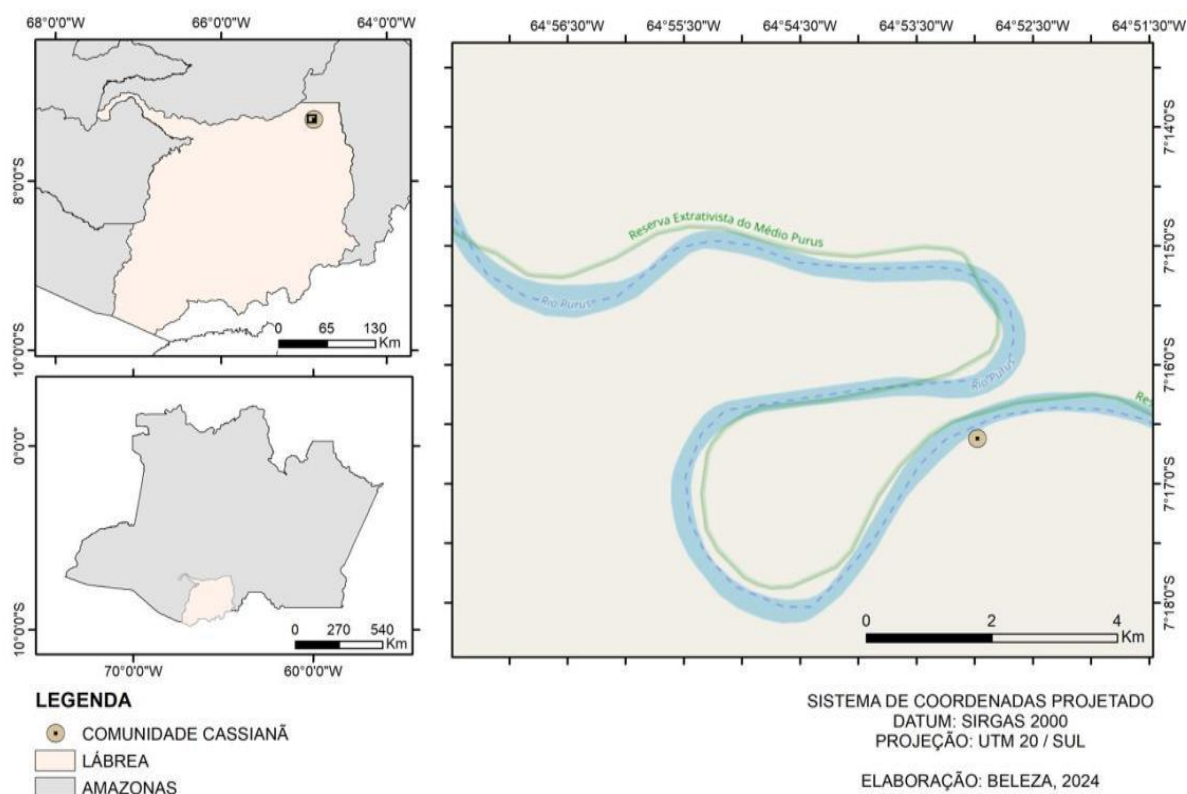 68°0'0"W
66°0'0"W
64°0'0"W
8°0'0"S
10°0'0"S
0
65
130
Km
0°0'0"
10°0'0"S
70°0'0"W
60°0'0"W
0
270
540
Km
64°56'30"W
64°55'30"W
64°54'30"W
64°53'30"W
64°52'30"W
64°51'30"W
7°14'0"S
7°15'0"S
7°16'0"S
7°17'0"S
7°18'0"S
Reserva Extrativista do Médio Purus
Rio Purus
Rio Purus
Res
0
2
4
Km
LEGENDA
COMUNIDADE CASSIANÃ
LÁBREA
AMAZONAS
SISTEMA DE COORDENADAS PROJETADO
DATUM: SIRGAS 2000
PROJEÇÃO: UTM 20 / SUL
ELABORAÇÃO: BELEZA, 2024